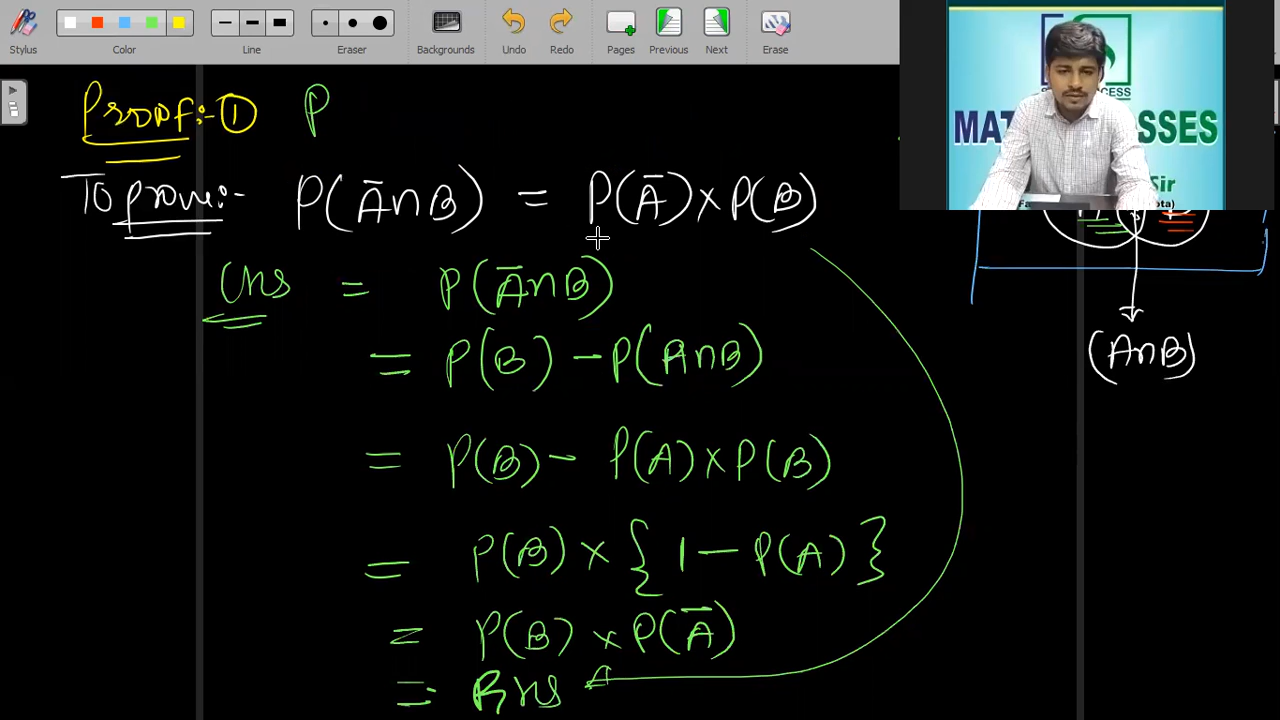 Stylus Color Line Eraser Backgrounds Undo Redo Pages Previous Next Erase
MAT SSES
Sir
Proof:- ① P
To prove:- P(A̅∩B) = P(A̅)×P(B)
LHS = P(A̅∩B)
= P(B) - P(A∩B)
(A∩B)
= P(B) - P(A)×P(B)
= P(B) × {1 - P(A)}
= P(B) × P(A̅)
= RHS